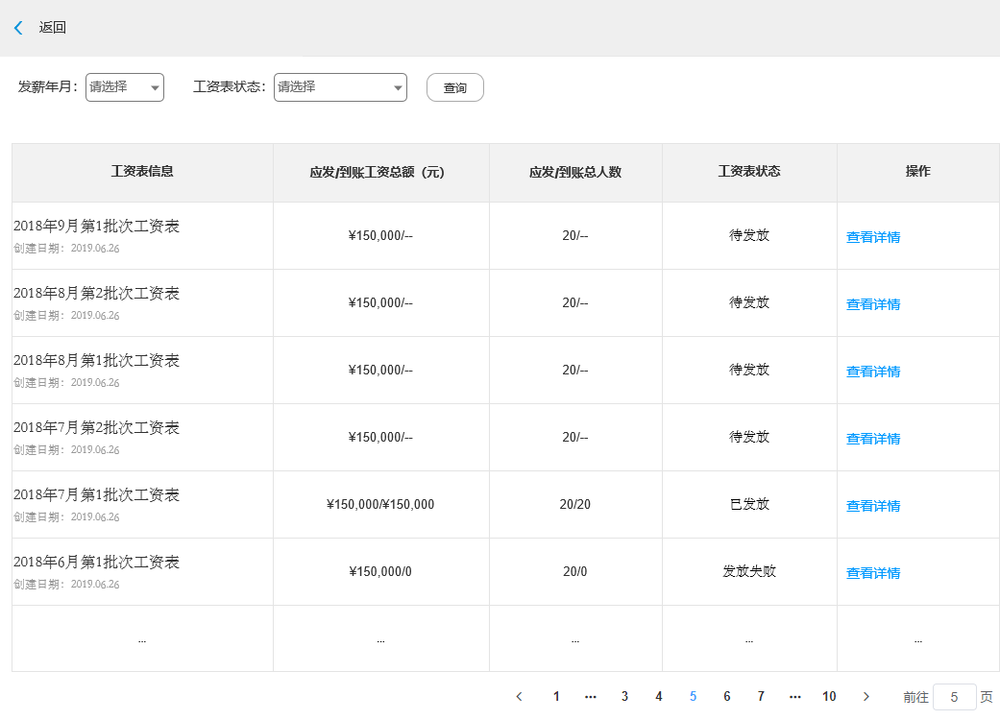 返回
发薪年月： 请选择 工资表状态： 请选择 查询
工资表信息 应发/到账工资总额（元） 应发/到账总人数 工资表状态 操作
2018年9月第1批次工资表 ¥150,000/-- 20/-- 待发放 查看详情
创建日期：2019.06.26
2018年8月第2批次工资表 ¥150,000/-- 20/-- 待发放 查看详情
创建日期：2019.06.26
2018年8月第1批次工资表 ¥150,000/-- 20/-- 待发放 查看详情
创建日期：2019.06.26
2018年7月第2批次工资表 ¥150,000/-- 20/-- 待发放 查看详情
创建日期：2019.06.26
2018年7月第1批次工资表 ¥150,000/¥150,000 20/20 已发放 查看详情
创建日期：2019.06.26
2018年6月第1批次工资表 ¥150,000/0 20/0 发放失败 查看详情
创建日期：2019.06.26
... ... ... ... ...
1 ... 3 4 5 6 7 ... 10 前往 5 页